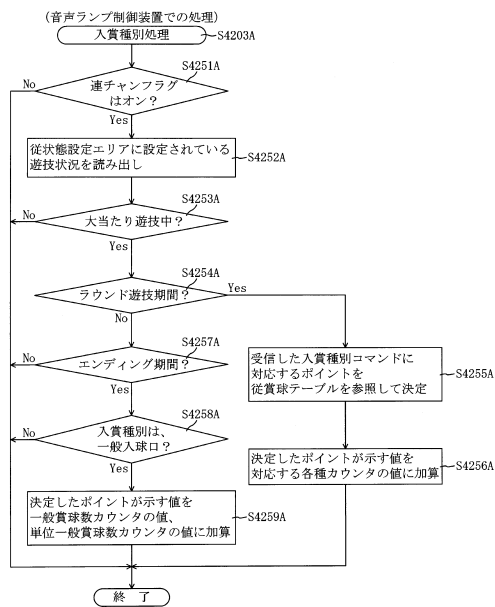 (音声ランプ制御装置での処理)
入賞種別処理
S4203A
S4251A
連チャンフラグ
はオン?
No
Yes
従状態設定エリアに設定されている
遊技状況を読み出し
S4252A
S4253A
大当たり遊技中?
No
Yes
S4254A
ラウンド遊技期間?
Yes
No
S4257A
エンディング期間?
No
Yes
受信した入賞種別コマンドに
対応するポイントを
従賞球テーブルを参照して決定
S4255A
S4258A
入賞種別は、
一般入球口?
No
Yes
決定したポイントが示す値を
対応する各種カウンタの値に加算
S4256A
決定したポイントが示す値を
一般賞球数カウンタの値、
単位一般賞球数カウンタの値に加算
S4259A
終 了